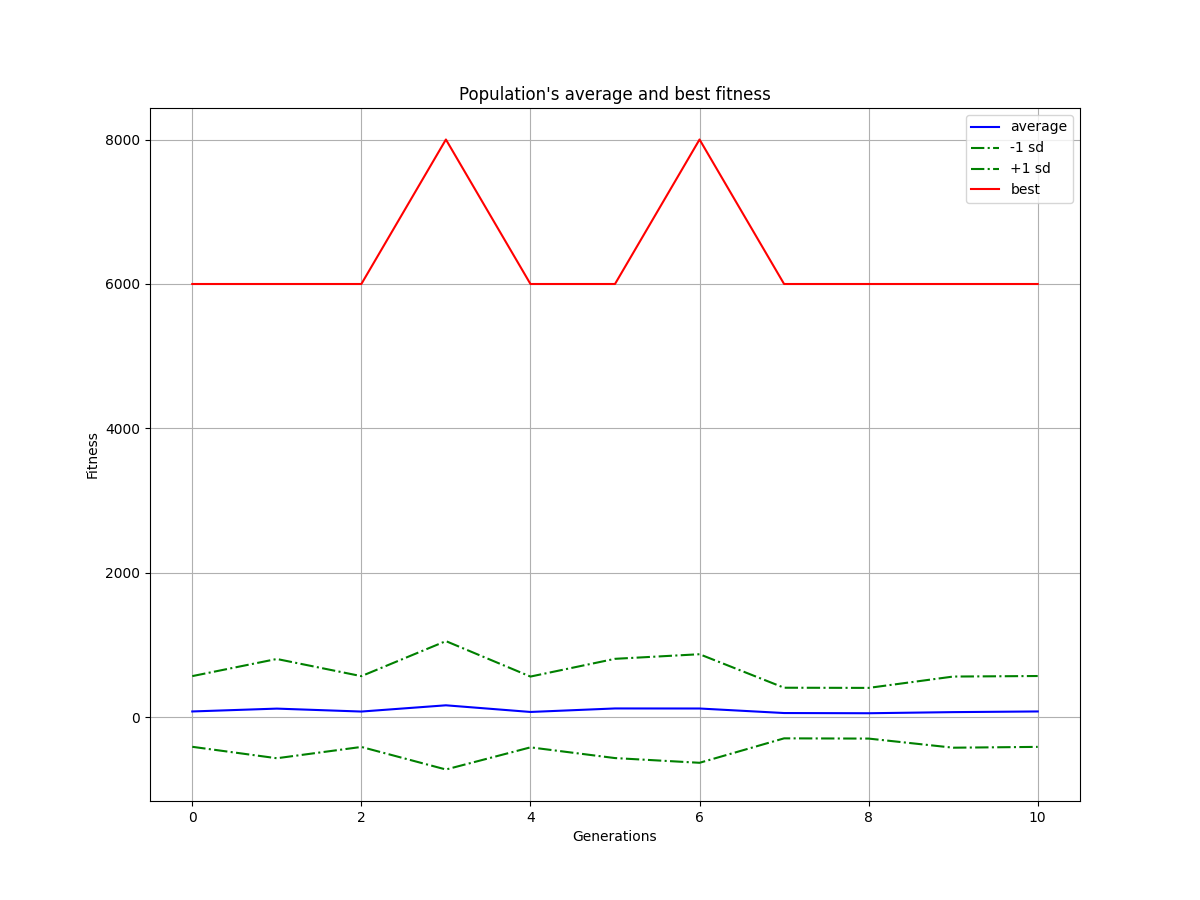 Population's average and best fitness
average
-1 sd
+1 sd
best
8000
6000
4000
2000
0
Fitness
0 2 4 6 8 10
Generations